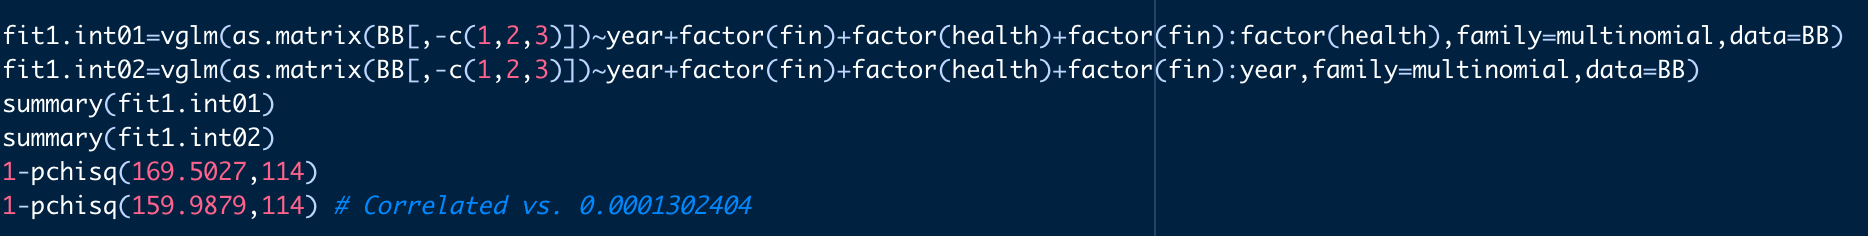 fit1.int01=vglm(as.matrix(BB[,-c(1,2,3)])~year+factor(fin)+factor(health)+factor(fin):factor(health),family=multinomial,data=BB)
fit1.int02=vglm(as.matrix(BB[,-c(1,2,3)])~year+factor(fin)+factor(health)+factor(fin):year,family=multinomial,data=BB)
summary(fit1.int01)
summary(fit1.int02)
1-pchisq(169.5027,114)
1-pchisq(159.9879,114) # Correlated vs. 0.0001302404